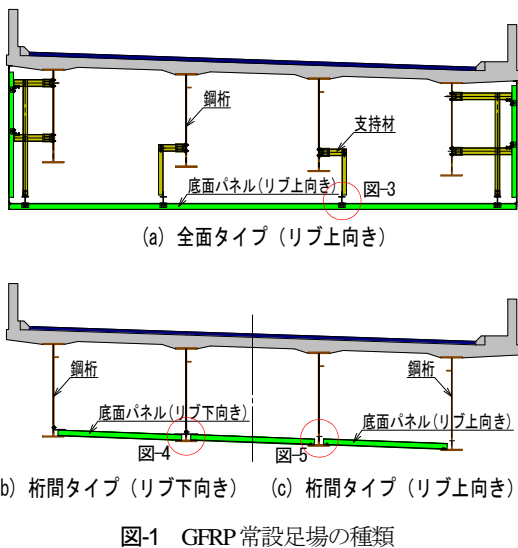 鋼桁
支持材
底面パネル(リブ上向き)
図-3
(a) 全面タイプ (リブ上向き)
鋼桁
鋼桁
底面パネル(リブ下向き)
底面パネル(リブ上向き)
図-4
図-5
b) 桁間タイプ (リブ下向き)
(c) 桁間タイプ (リブ上向き)
図-1 GFRP常設足場の種類